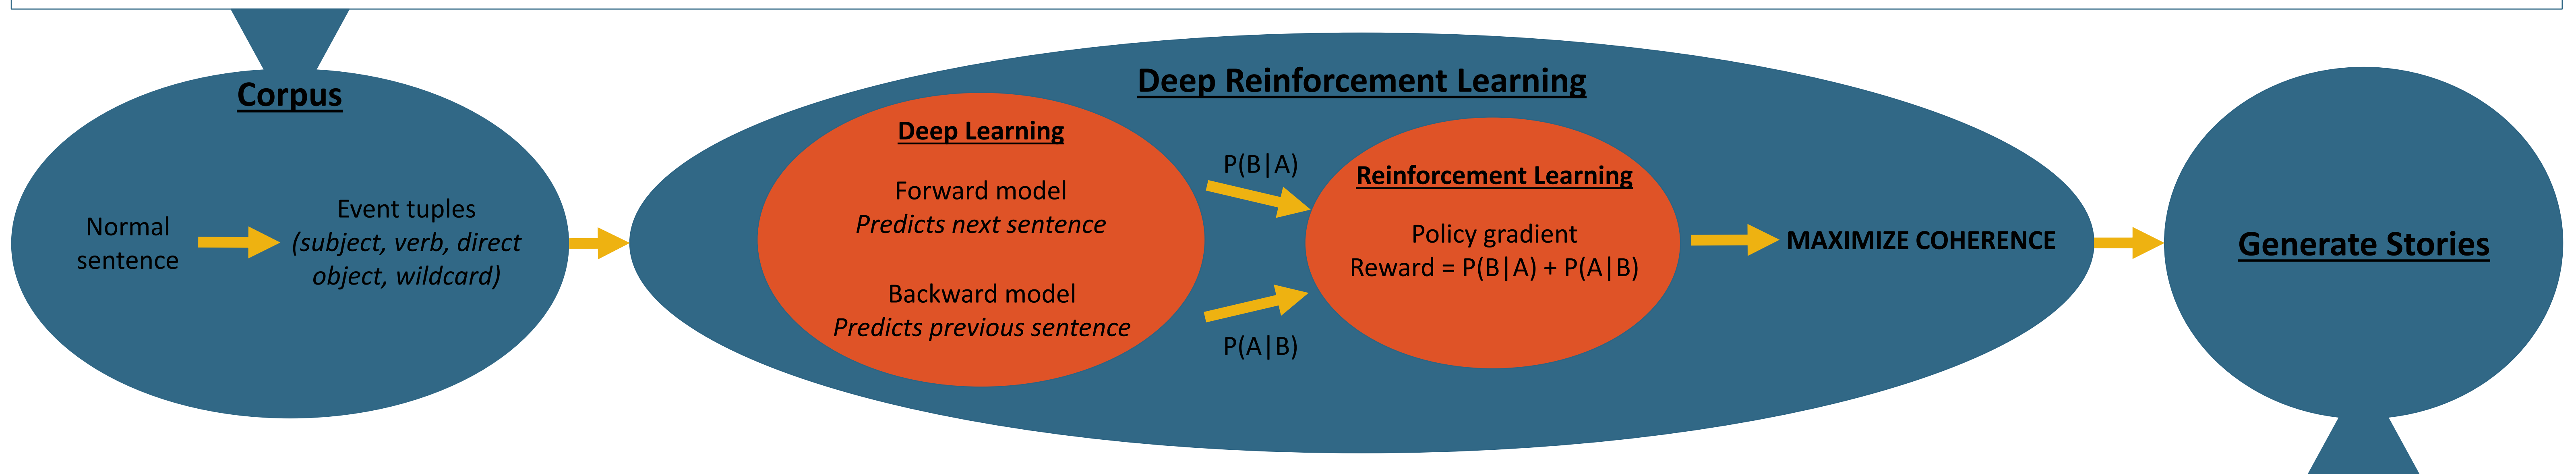 Corpus
Normal
sentence
Event tuples
(subject, verb, direct
object, wildcard)
Deep Reinforcement Learning
Deep Learning
Forward model
Predicts next sentence
Backward model
Predicts previous sentence
P(B|A)
P(A|B)
Reinforcement Learning
Policy gradient
Reward = P(B|A) + P(A|B)
MAXIMIZE COHERENCE
Generate Stories